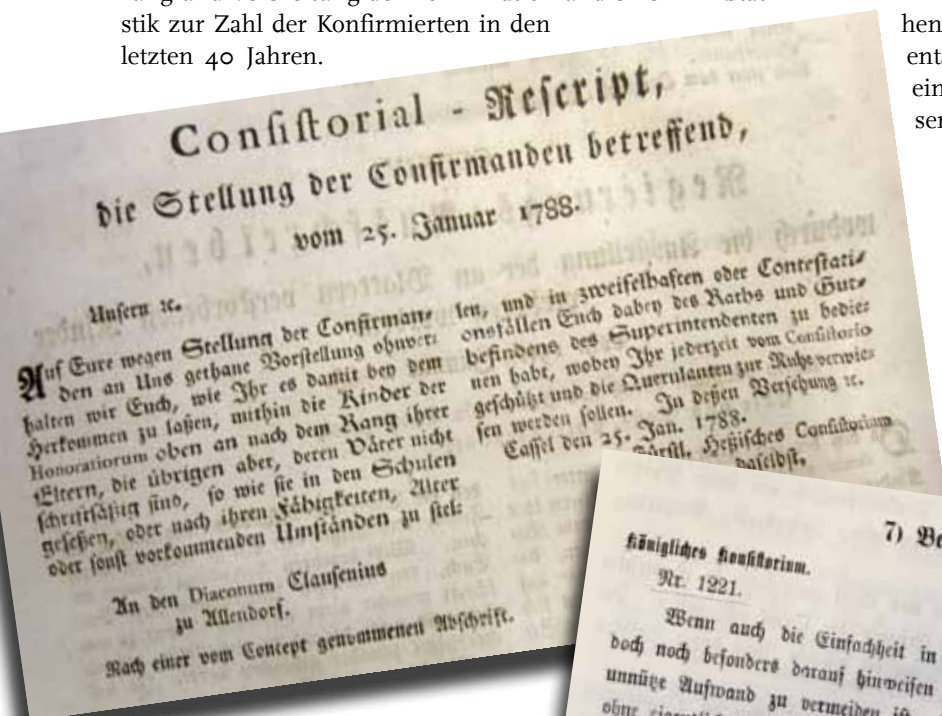 stik zur Zahl der Konfirmierten in den
letzten 40 Jahren.
hen
ein
Consistorial - Rescript,
die Stellung der Confirmanden betreffend,
vom 25. Januar 1788.
Unsern ꝛc.
Auf Eure wegen Stellung der Confirman-
den an Uns gethane Vorstellung ohnver-
halten wir Euch, wie Ihr es damit bey dem
Herkommen zu laßen, mithin die Kinder der
Honoratiorum oben an nach dem Rang ihrer
Eltern, die übrigen aber, deren Väter nicht
schriftsäßig sind, so wie sie in den Schulen
geseßen, oder nach ihren Fähigkeiten, Alter
oder sonst vorkommenden Umständen zu stel-
len, und in zweifelhaften oder Contestati-
onsfällen Euch dabey des Raths und Gut-
befindens des Superintendenten zu bedie-
nen habt, wobey Ihr jederzeit vom Consistorio
geschützt und die Querulanten zur Ruhe verwie-
sen werden sollen. In deßen Versehung ꝛc.
Cassel den 25. Jan. 1788.
Fürstl. Heßisches Consistorium
daselbst.
An den Diaconum Clausenius
zu Allendorf.
Nach einer vom Concept genommenen Abschrift.
7)
Königliches Konsistorium.
Nr. 1221.
Wenn auch die Einfachheit in
doch noch besonders darauf hinweisen
unnütze Aufwand zu vermeiden ist
ohne